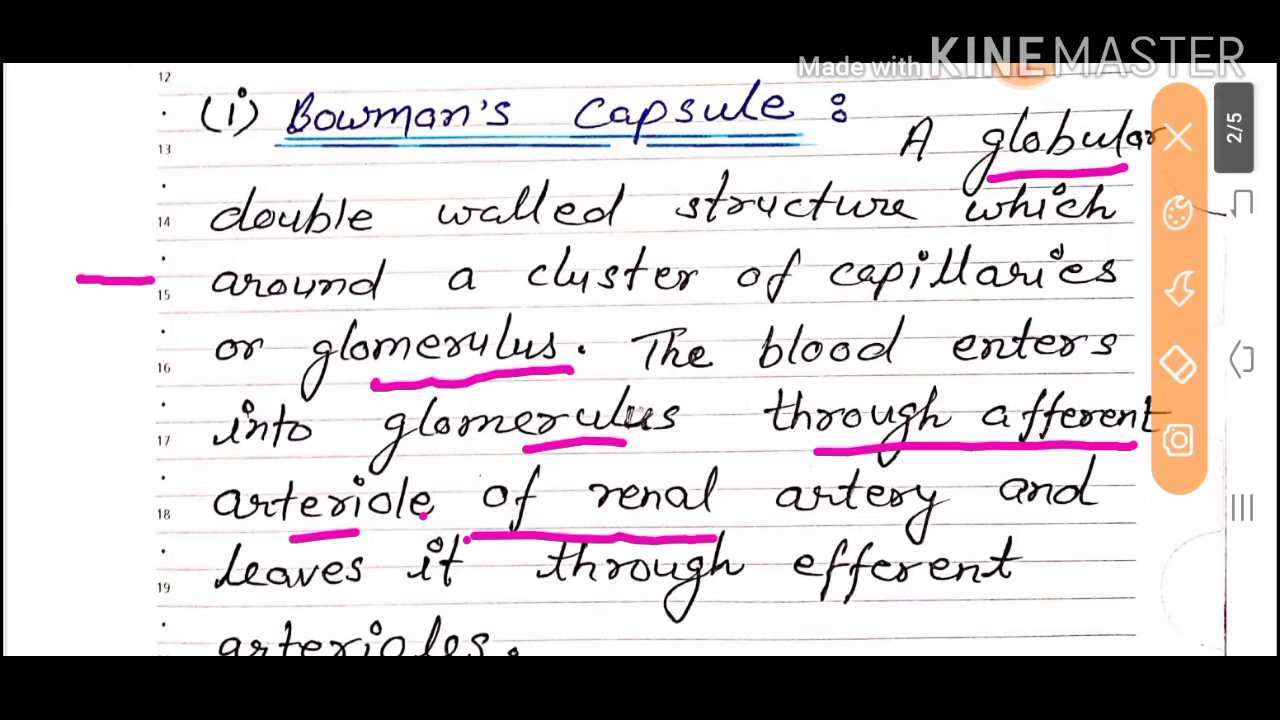 Made with KINEMASTER
12
(i) Bowman's Capsule :
A globular
13
double walled structure which
14
around a cluster of capillaries
15
or glomerulus. The blood enters
16
into glomerulus through afferent
17
arteriole of renal artery and
18
leaves it through efferent
19
arterioles.
2/5